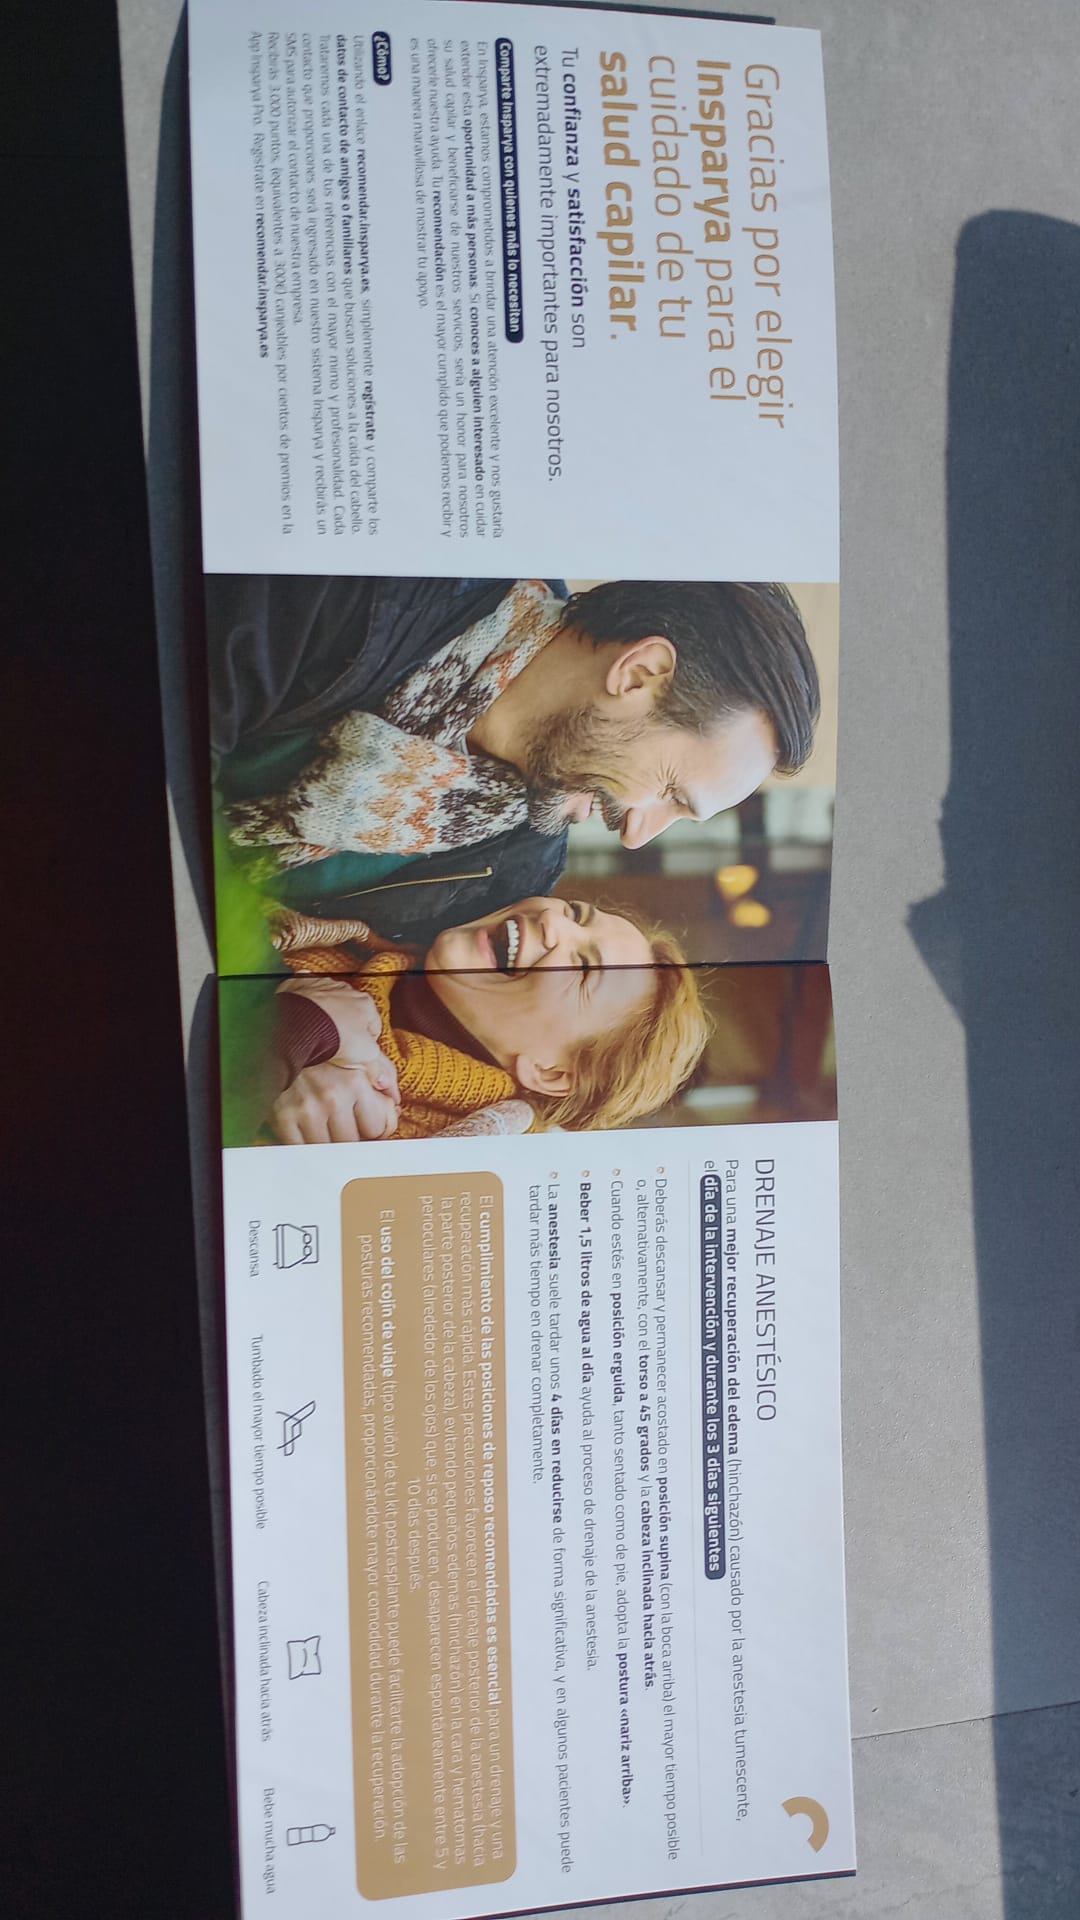 Gracias por elegir
Insparya para el
cuidado de tu
salud capilar.
Tu confianza y satisfacción son
extremadamente importantes para nosotros.
Comparte Insparya con quienes más lo necesitan
En Insparya, estamos comprometidos a brindar una atención excelente y nos gustaría
extender esta oportunidad a más personas. Si conoces a alguien interesado en cuidar
su salud capilar y beneficiarse de nuestros servicios, sería un honor para nosotros
ofrecerle nuestra ayuda. Tu recomendación es el mayor cumplido que podemos recibir y
es una manera maravillosa de mostrar tu apoyo.
¿Cómo?
Utilizando el enlace recomendar.insparya.es, simplemente regístrate y comparte los
datos de contacto de amigos o familiares que buscan soluciones a la caída del cabello.
Trataremos cada una de tus referencias con el mayor mimo y profesionalidad. Cada
contacto que proporciones será ingresado en nuestro sistema Insparya y recibirás un
SMS para autorizar el contacto de nuestra empresa.
Recibirás 3.000 puntos, (equivalentes a 300€) canjeables por cientos de premios en la
App Insparya Pro. Regístrate en recomendar.insparya.es
DRENAJE ANESTÉSICO
Para una mejor recuperación del edema (hinchazón) causado por la anestesia tumescente,
el día de la intervención y durante los 3 días siguientes
Deberás descansar y permanecer acostado en posición supina (con la boca arriba) el mayor tiempo posible
o, alternativamente, con el torso a 45 grados y la cabeza inclinada hacia atrás.
Cuando estés en posición erguida, tanto sentado como de pie, adopta la postura «nariz arriba».
Beber 1,5 litros de agua al día ayuda al proceso de drenaje de la anestesia.
La anestesia suele tardar unos 4 días en reducirse de forma significativa, y en algunos pacientes puede
tardar más tiempo en drenar completamente.
El cumplimiento de las posiciones de reposo recomendadas es esencial para un drenaje y una
recuperación más rápida. Estas precauciones favorecen el drenaje posterior de la anestesia (hacia
la parte posterior de la cabeza), evitando pequeños edemas (hinchazón) en la cara y hematomas
perioculares (alrededor de los ojos) que, si se producen, desaparecen espontáneamente entre 5 y
10 días después.
El uso del cojín de viaje (tipo avión) de tu kit postrasplante puede facilitarte la adopción de las
posturas recomendadas, proporcionándote mayor comodidad durante la recuperación.
Descansa
Tumbado el mayor tiempo posible
Cabeza inclinada hacia atrás
Bebe mucha agua